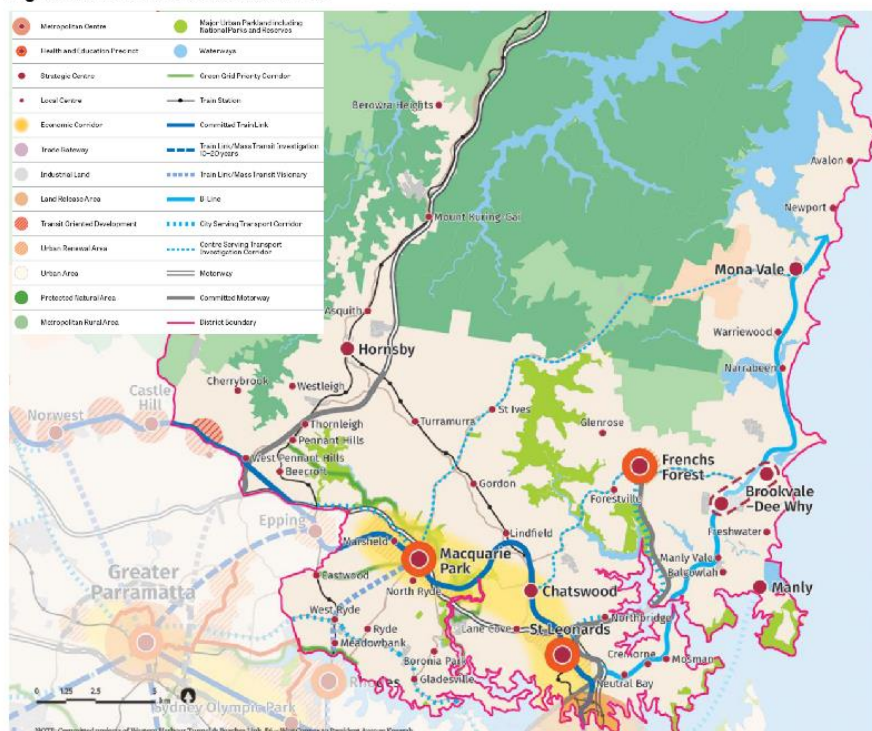 Metropolitan Centre
Health and Education Precinct
Strategic Centre
Local Centre
Economic Corridor
Trade Gateway
Industrial Land
Land Release Area
Transit Oriented Development
Urban Renewal Area
Urban Area
Protected Natural Area
Metropolitan Rural Area
Major Urban Parkland including
National Parks and Reserves
Waterways
Green Grid Priority Corridor
Train Station
Committed Train Link
Train Link/Mass Transit Investigation
10–20 years
Train Link/Mass Transit Visionary
B-Line
City Serving Transport Corridor
Centre Serving Transport
Investigation Corridor
Motorway
Committed Motorway
District Boundary
Berowra Heights
Avalon
Newport
Mount Kuring-Gai
Mona Vale
Asquith
Warriewood
Hornsby
Narrabeen
Cherrybrook
Westleigh
Castle
Hill
Norwest
St Ives
Turramurra
Thornleigh
Glenrose
Pennant Hills
West Pennant Hills
Frenchs
Forest
Beecroft
Gordon
Forestville
Brookvale
–Dee Why
Epping
Freshwater
Lindfield
Marsfield
Macquarie
Park
Manly Vale
Balgowlah
Greater
Parramatta
Eastwood
North Ryde
Chatswood
Manly
West Ryde
Ryde
Lane Cove
St Leonards
Northbridge
Meadowbank
Boronia Park
Cremorne
Mosman
Gladesville
Neutral Bay
Rhodes
Sydney Olympic Park
0 1.25 2.5 5
km